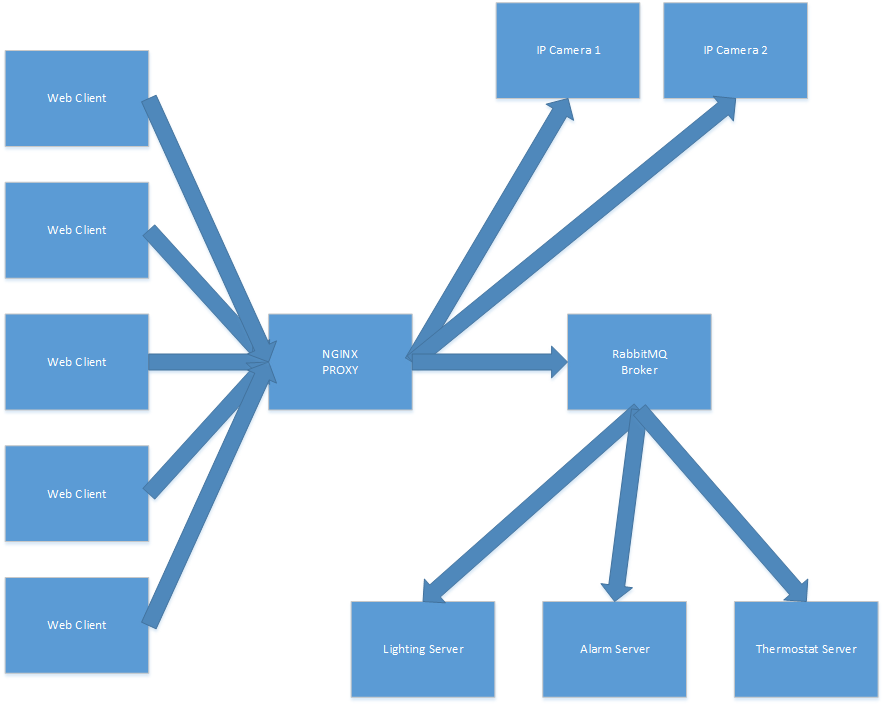 IP Camera 1
IP Camera 2
Web Client
Web Client
Web Client
Web Client
Web Client
NGINX
PROXY
RabbitMQ
Broker
Lighting Server
Alarm Server
Thermostat Server